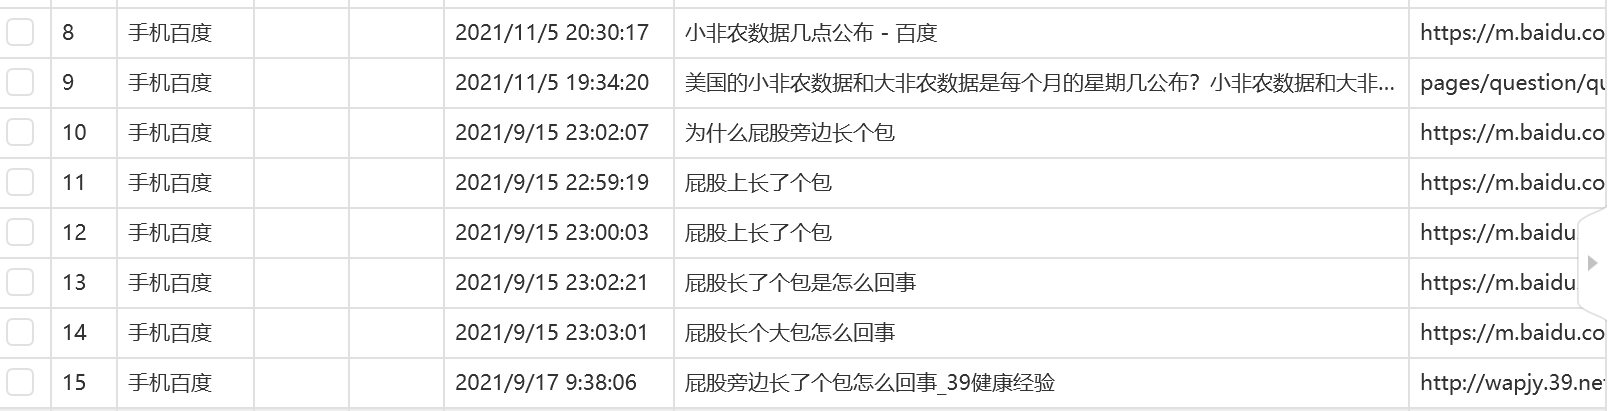 8 手机百度 2021/11/5 20:30:17 小非农数据几点公布 - 百度 https://m.baidu.co
9 手机百度 2021/11/5 19:34:20 美国的小非农数据和大非农数据是每个月的星期几公布？小非农数据和大非... pages/question/qu
10 手机百度 2021/9/15 23:02:07 为什么屁股旁边长个包 https://m.baidu.co
11 手机百度 2021/9/15 22:59:19 屁股上长了个包 https://m.baidu.co
12 手机百度 2021/9/15 23:00:03 屁股上长了个包 https://m.baidu.
13 手机百度 2021/9/15 23:02:21 屁股长了个包是怎么回事 https://m.baidu.
14 手机百度 2021/9/15 23:03:01 屁股长个大包怎么回事 https://m.baidu.co
15 手机百度 2021/9/17 9:38:06 屁股旁边长了个包怎么回事_39健康经验 http://wapjy.39.net